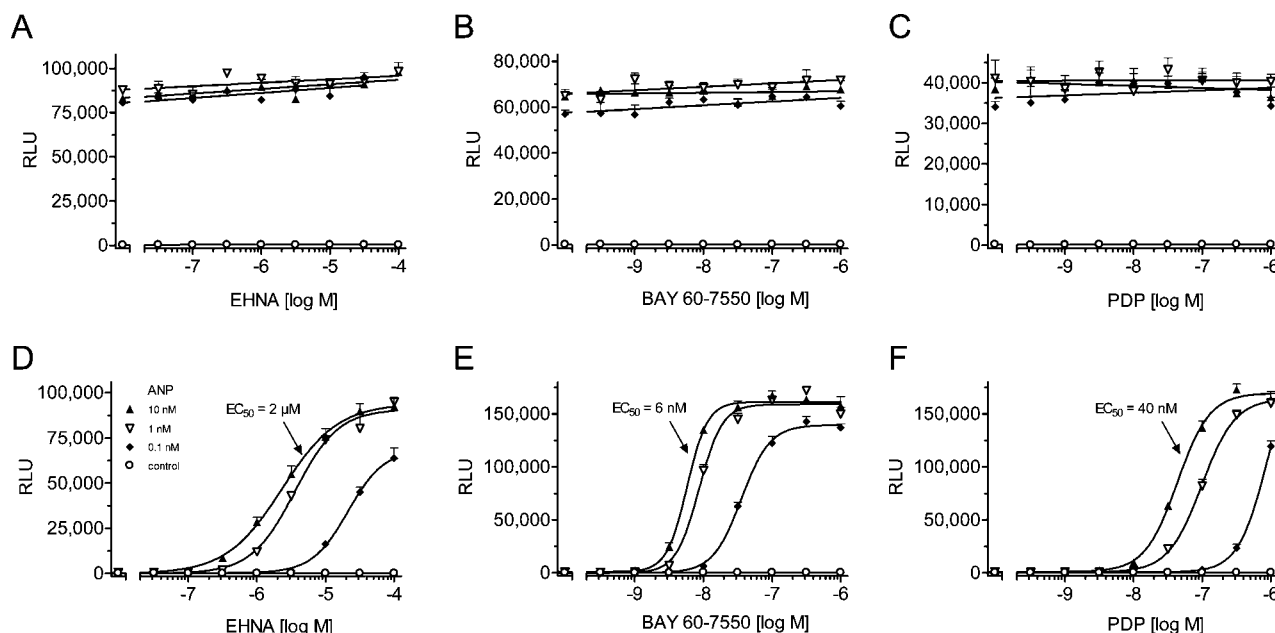 A
100,000
75,000
50,000
25,000
0
RLU
-7
-6
-5
-4
EHNA [log M]
B
80,000
60,000
40,000
20,000
0
RLU
-9
-8
-7
-6
BAY 60-7550 [log M]
C
40,000
30,000
20,000
10,000
0
RLU
-9
-8
-7
-6
PDP [log M]
D
ANP
10 nM
1 nM
0.1 nM
control
EC50 = 2 µM
100,000
75,000
50,000
25,000
0
RLU
-7
-6
-5
-4
EHNA [log M]
E
EC50 = 6 nM
150,000
100,000
50,000
0
RLU
-9
-8
-7
-6
BAY 60-7550 [log M]
F
EC50 = 40 nM
150,000
100,000
50,000
0
RLU
-9
-8
-7
-6
PDP [log M]